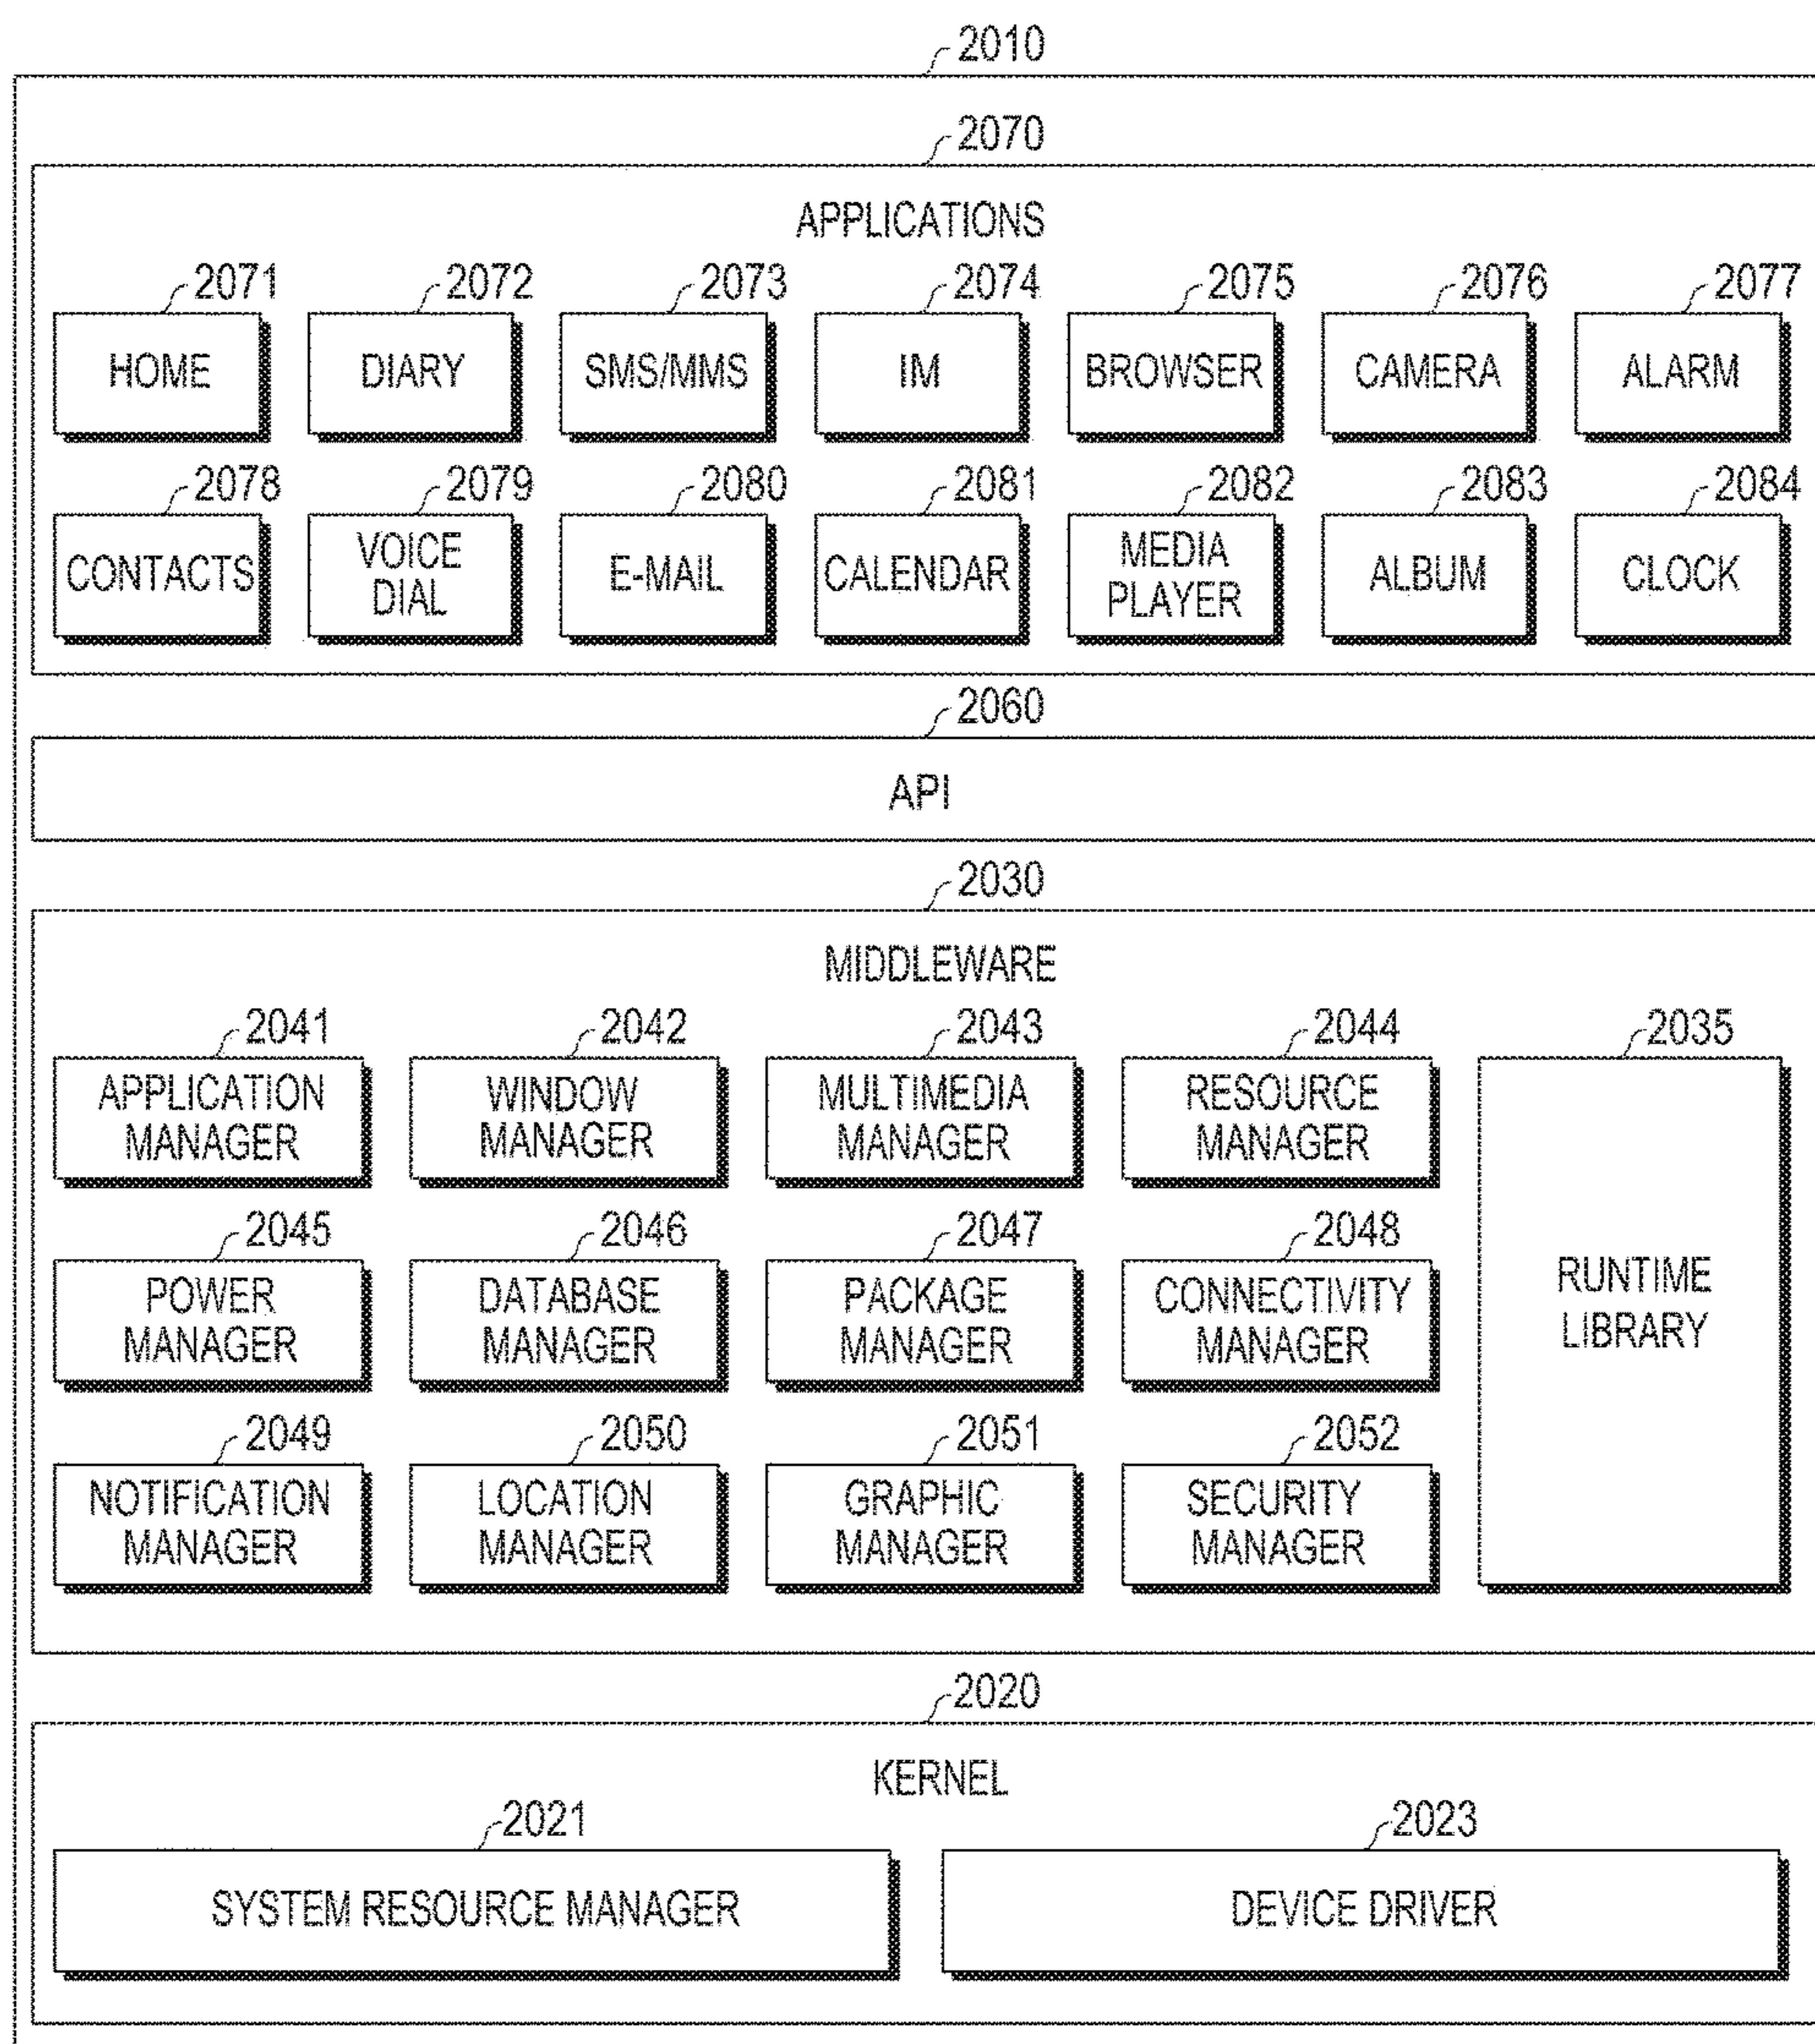 2010
2070
APPLICATIONS
2071 2072 2073 2074 2075 2076 2077
HOME DIARY SMS/MMS IM BROWSER CAMERA ALARM
2078 2079 2080 2081 2082 2083 2084
CONTACTS VOICE DIAL E-MAIL CALENDAR MEDIA PLAYER ALBUM CLOCK
2060
API
2030
MIDDLEWARE
2041 2042 2043 2044 2035
APPLICATION MANAGER WINDOW MANAGER MULTIMEDIA MANAGER RESOURCE MANAGER
2045 2046 2047 2048
POWER MANAGER DATABASE MANAGER PACKAGE MANAGER CONNECTIVITY MANAGER RUNTIME LIBRARY
2049 2050 2051 2052
NOTIFICATION MANAGER LOCATION MANAGER GRAPHIC MANAGER SECURITY MANAGER
2020
KERNEL
2021 2023
SYSTEM RESOURCE MANAGER DEVICE DRIVER